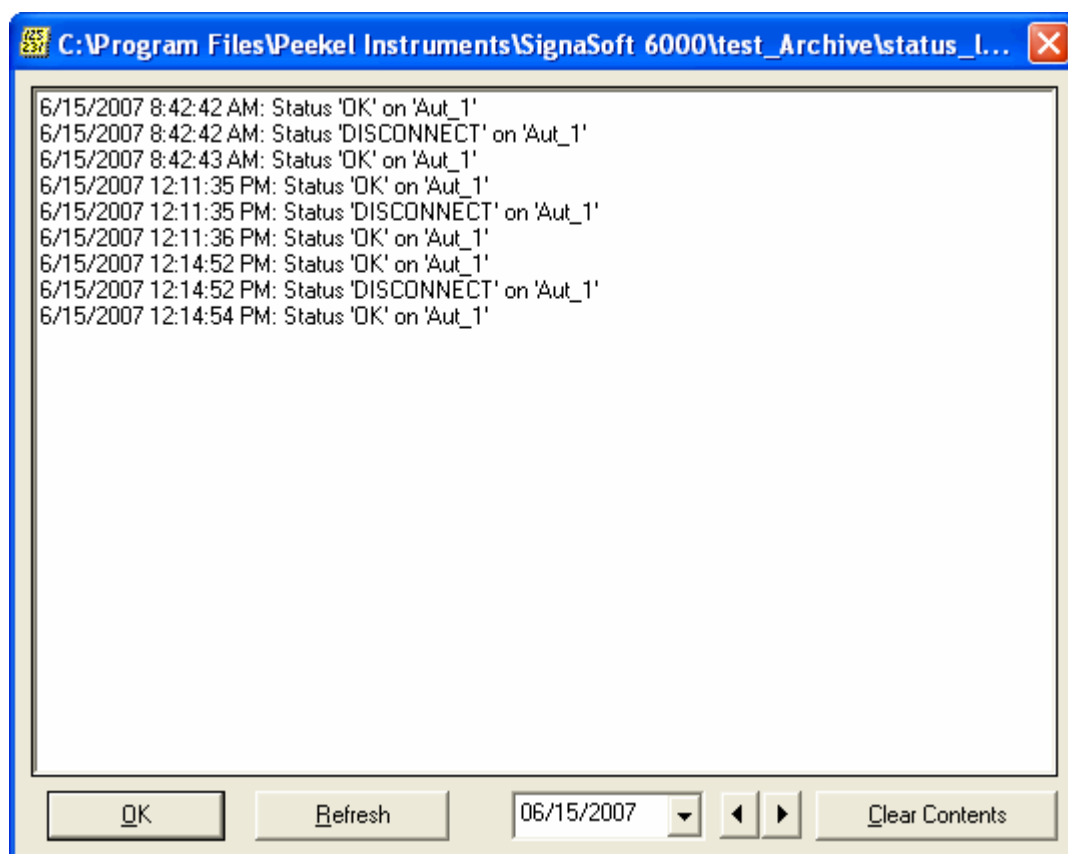 C:\Program Files\Peekel Instruments\SignaSoft 6000\test_Archive\status_l...
6/15/2007 8:42:42 AM: Status 'OK' on 'Aut_1'
6/15/2007 8:42:42 AM: Status 'DISCONNECT' on 'Aut_1'
6/15/2007 8:42:43 AM: Status 'OK' on 'Aut_1'
6/15/2007 12:11:35 PM: Status 'OK' on 'Aut_1'
6/15/2007 12:11:35 PM: Status 'DISCONNECT' on 'Aut_1'
6/15/2007 12:11:36 PM: Status 'OK' on 'Aut_1'
6/15/2007 12:14:52 PM: Status 'OK' on 'Aut_1'
6/15/2007 12:14:52 PM: Status 'DISCONNECT' on 'Aut_1'
6/15/2007 12:14:54 PM: Status 'OK' on 'Aut_1'
OK Refresh 06/15/2007 Clear Contents